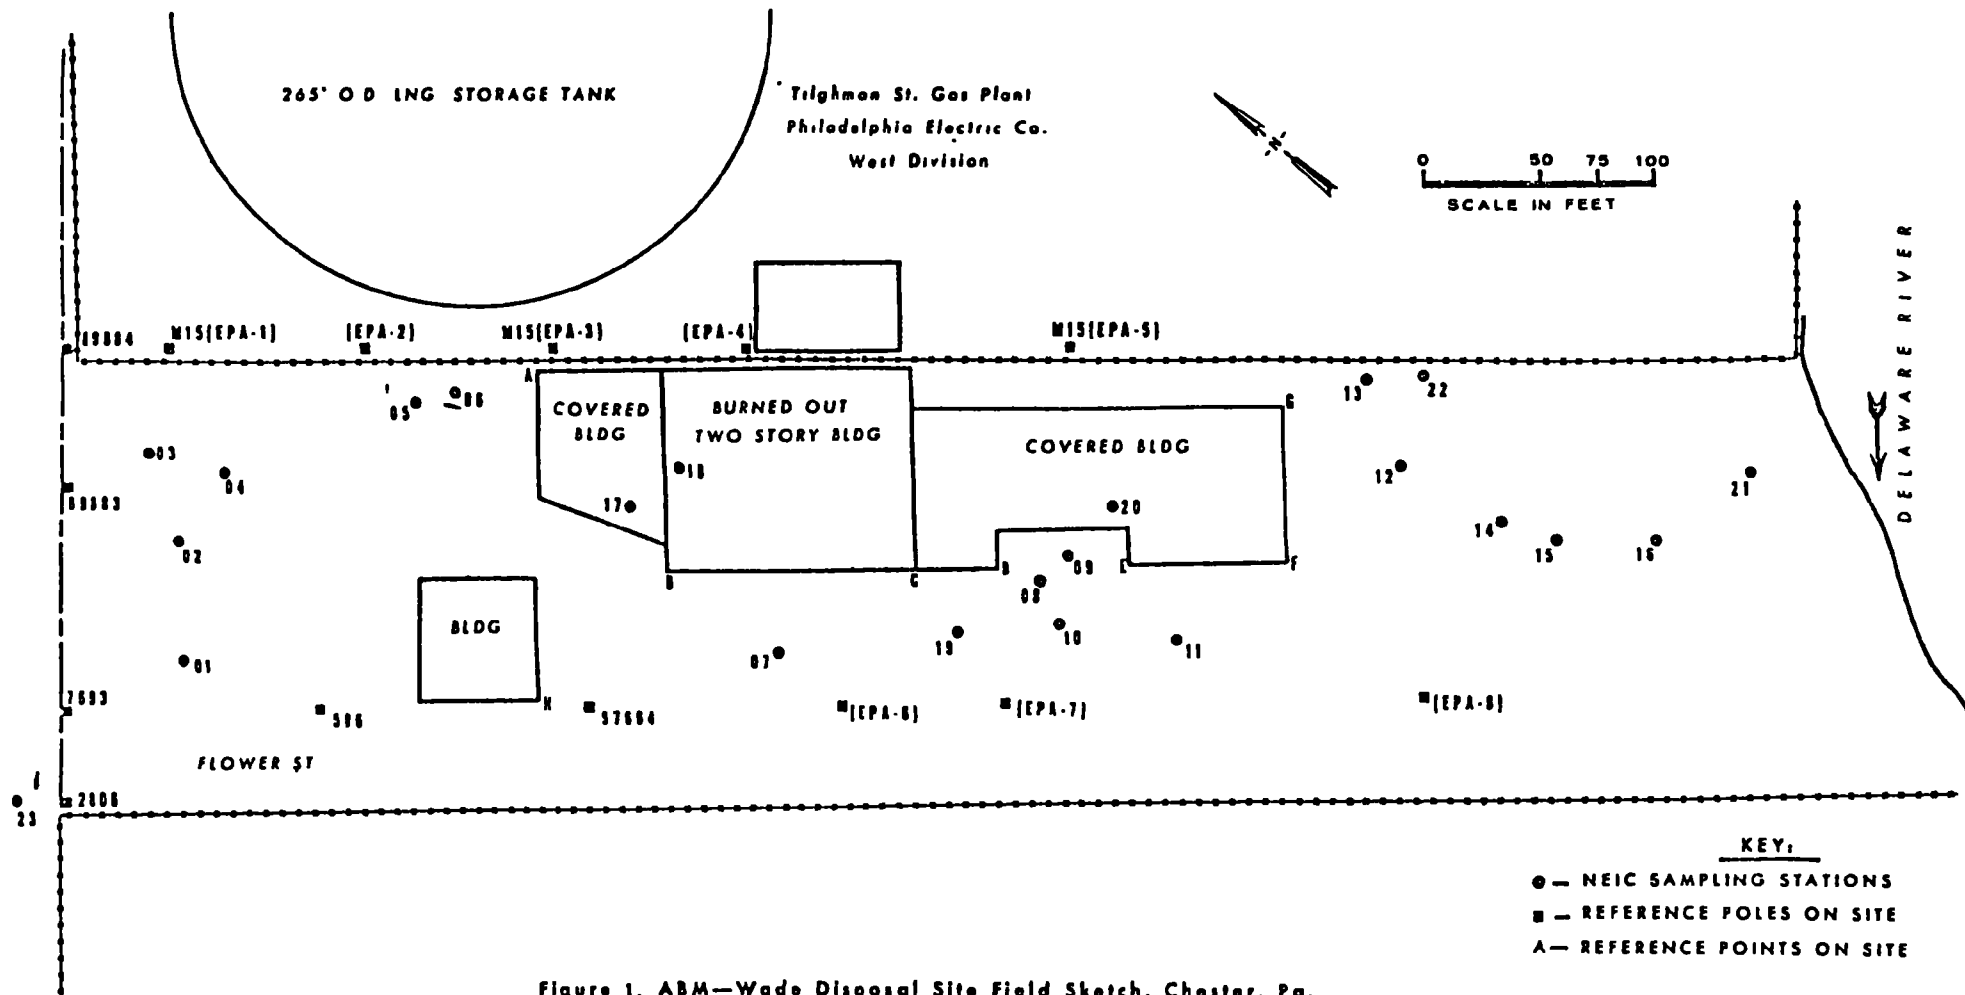 265' O D LNG STORAGE TANK
Tilghman St. Gas Plant
Philadelphia Electric Co.
West Division
N
0 50 75 100
SCALE IN FEET
DELAWARE RIVER
M15(EPA-1)
(EPA-2)
M15(EPA-3)
(EPA-4)
M15(EPA-5)
A
05
06
COVERED
BLDG
BURNED OUT
TWO STORY BLDG
G
COVERED BLDG
13
22
03
04
18
12
21
17
20
02
14
15
16
B
C
E
F
09
08
BLDG
01
07
19
10
11
7693
506
K
57664
(EPA-6)
(EPA-7)
(EPA-8)
FLOWER ST
23
KEY:
— NEIC SAMPLING STATIONS
— REFERENCE POLES ON SITE
A— REFERENCE POINTS ON SITE
Figure 1. ABM—Wade Disposal Site Field Sketch, Chester, Pa.